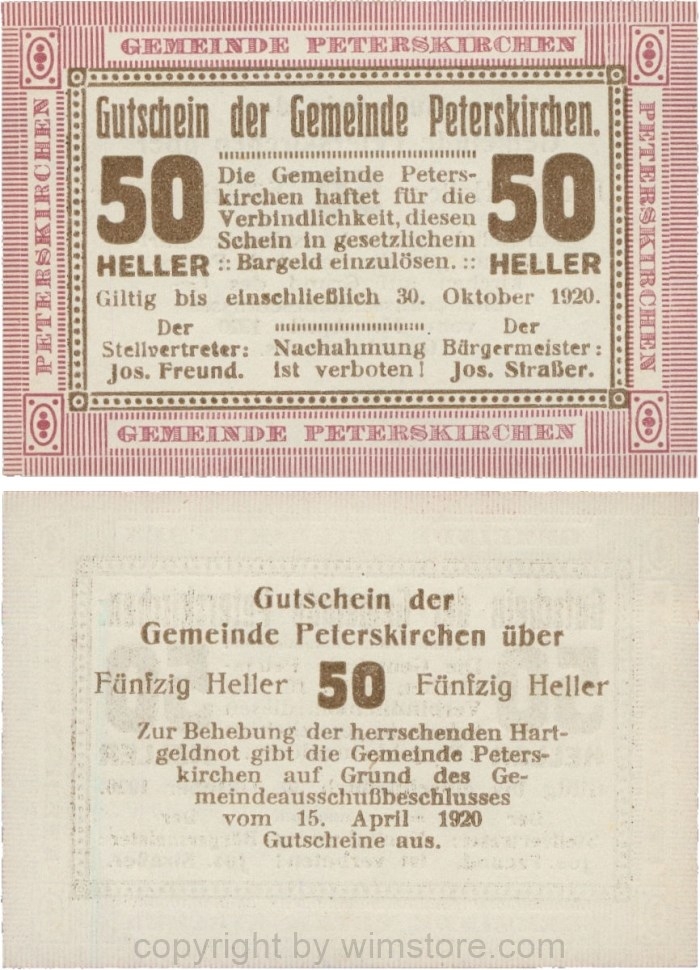 GEMEINDE PETERSKIRCHEN
PETERSKIRCHEN
PETERSKIRCHEN
Gutschein der Gemeinde Peterskirchen.
50
HELLER
Die Gemeinde Peters-
kirchen haftet für die
Verbindlichkeit, diesen
Schein in gesetzlichem
:: Bargeld einzulösen. ::
50
HELLER
Giltig bis einschließlich 30. Oktober 1920.
Der
Stellvertreter:
Jos. Freund.
Nachahmung
ist verboten!
Der
Bürgermeister:
Jos. Straßer.
GEMEINDE PETERSKIRCHEN
Gutschein der
Gemeinde Peterskirchen über
Fünfzig Heller 50 Fünfzig Heller
Zur Behebung der herrschenden Hart-
geldnot gibt die Gemeinde Peters-
kirchen auf Grund des Ge-
meindeausschußbeschlusses
vom 15. April 1920
Gutscheine aus.
copyright by wimstore.com